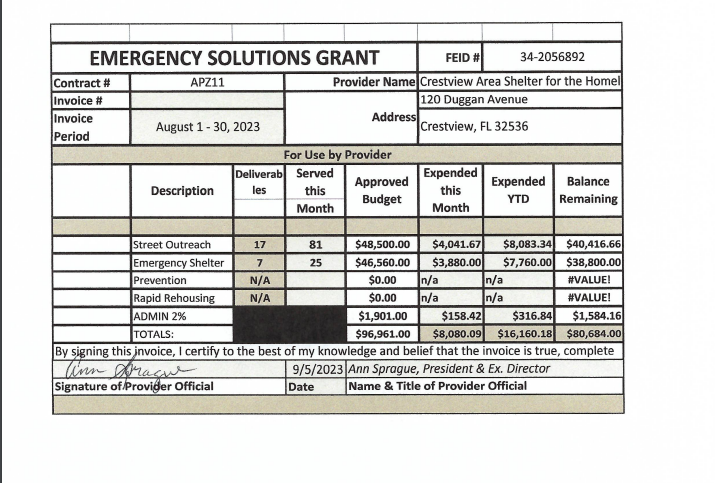 EMERGENCY SOLUTIONS GRANT FEID # 34-2056892
Contract # APZ11 Provider Name Crestview Area Shelter for the Homel
Invoice # 120 Duggan Avenue
Invoice Period August 1 - 30, 2023 Address Crestview, FL 32536
For Use by Provider
Description Deliverab les Served this Month Approved Budget Expended this Month Expended YTD Balance Remaining
Street Outreach 17 81 $48,500.00 $4,041.67 $8,083.34 $40,416.66
Emergency Shelter 7 25 $46,560.00 $3,880.00 $7,760.00 $38,800.00
Prevention N/A $0.00 n/a n/a #VALUE!
Rapid Rehousing N/A $0.00 n/a n/a #VALUE!
ADMIN 2% $1,901.00 $158.42 $316.84 $1,584.16
TOTALS: $96,961.00 $8,080.09 $16,160.18 $80,684.00
By signing this invoice, I certify to the best of my knowledge and belief that the invoice is true, complete
Ann Sprague 9/5/2023 Ann Sprague, President & Ex. Director
Signature of Provider Official Date Name & Title of Provider Official